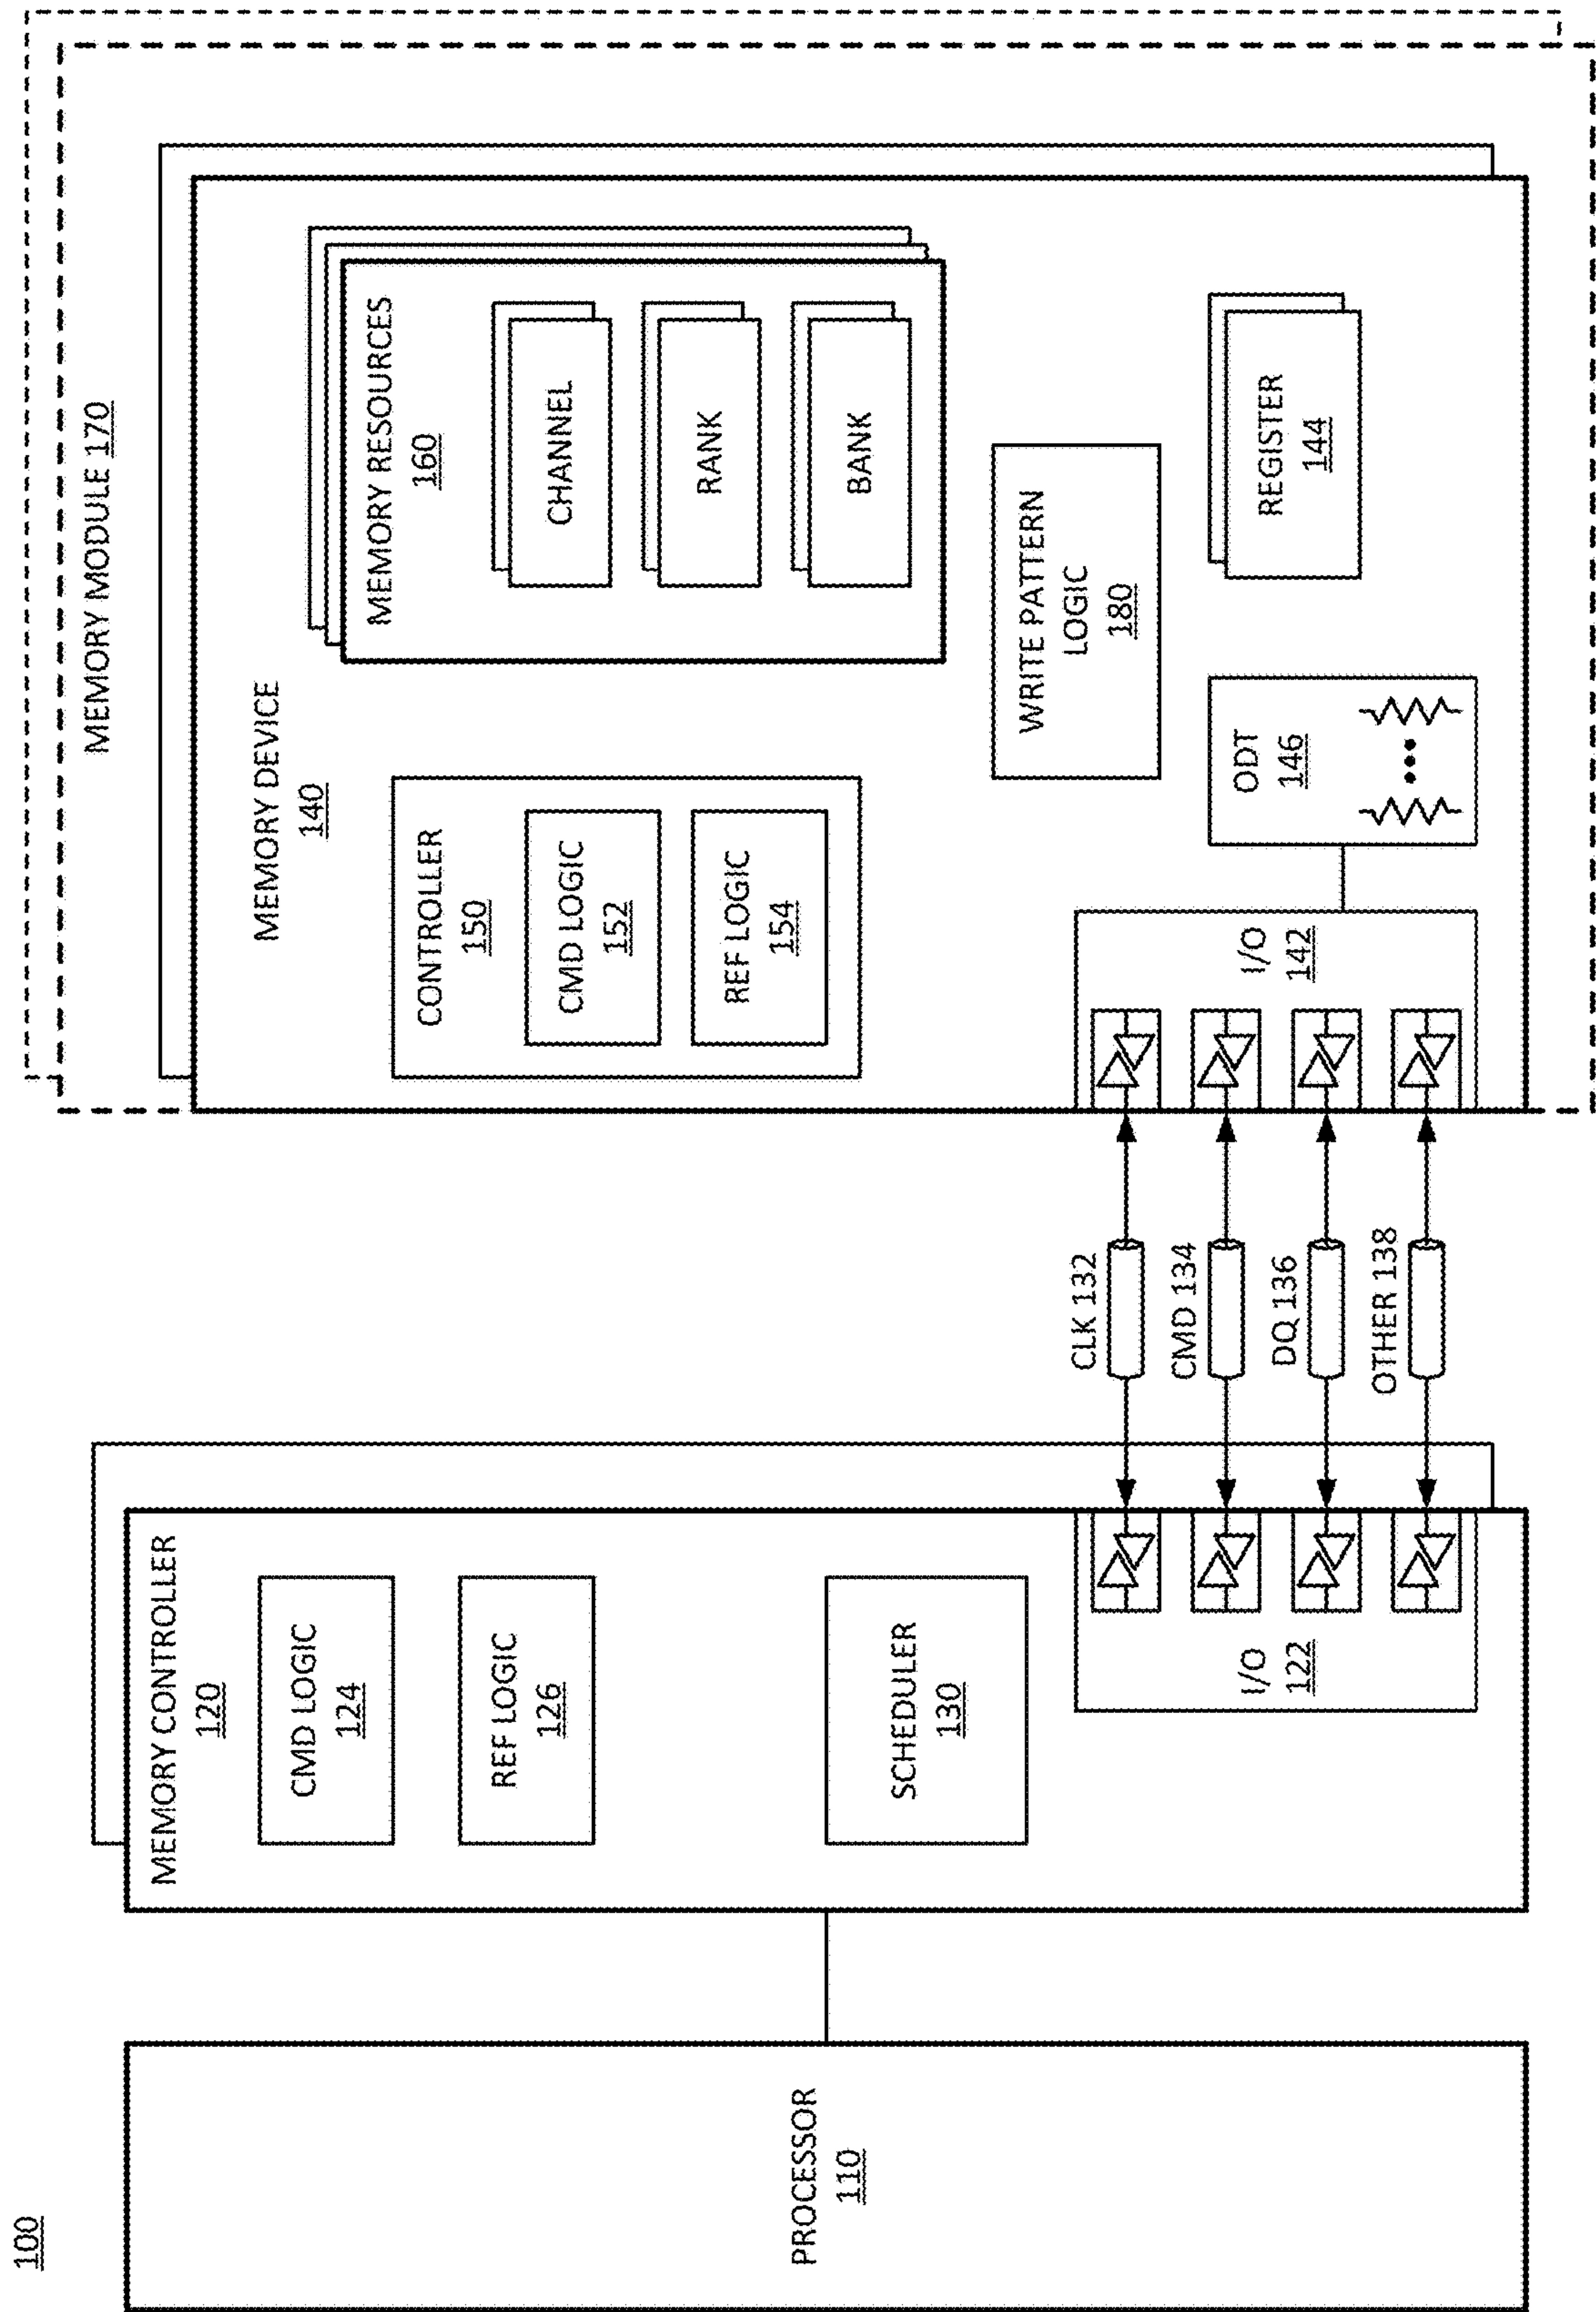 100
PROCESSOR
110
MEMORY CONTROLLER
120
CMD LOGIC
124
REF LOGIC
126
SCHEDULER
130
I/O
122
CLK 132
CMD 134
DQ 136
OTHER 138
MEMORY MODULE 170
MEMORY DEVICE
140
CONTROLLER
150
CMD LOGIC
152
REF LOGIC
154
I/O
142
MEMORY RESOURCES
160
CHANNEL
RANK
BANK
WRITE PATTERN
LOGIC
180
ODT
146
REGISTER
144